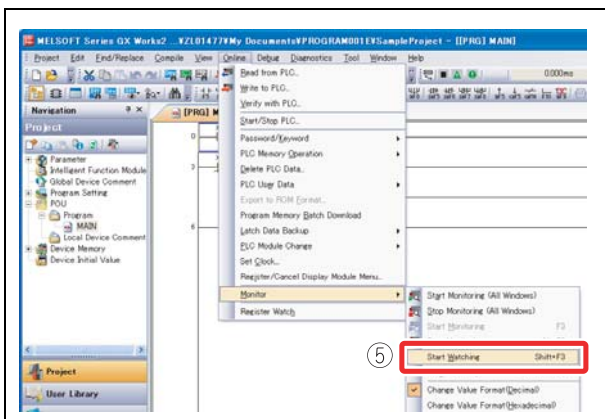 MELSOFT Series GX Works2 ...¥ZL01477¥My Documents¥PROGRAM001E¥SampleProject - [[PRG] MAIN]
Project Edit Find/Replace Compile View Online Debug Diagnostics Tool Window Help
0.000ms
Navigation
[PRG] M
Project
Parameter
Intelligent Function Module
Global Device Comment
Program Setting
POU
Program
MAIN
Local Device Comment
Device Memory
Device Initial Value
Project
User Library
0
6
Read from PLC...
Write to PLC...
Verify with PLC...
Start/Stop PLC...
Password/Keyword
PLC Memory Operation
Delete PLC Data...
PLC User Data
Export to ROM Format...
Program Memory Batch Download
Latch Data Backup
PLC Module Change
Set Clock...
Register/Cancel Display Module Menu...
Monitor
Register Watch
Start Monitoring (All Windows)
Stop Monitoring (All Windows)
Start Monitoring F3
⑤
Start Watching Shift+F3
Change Value Format(Decimal)
Change Value Format(Hexadecimal)